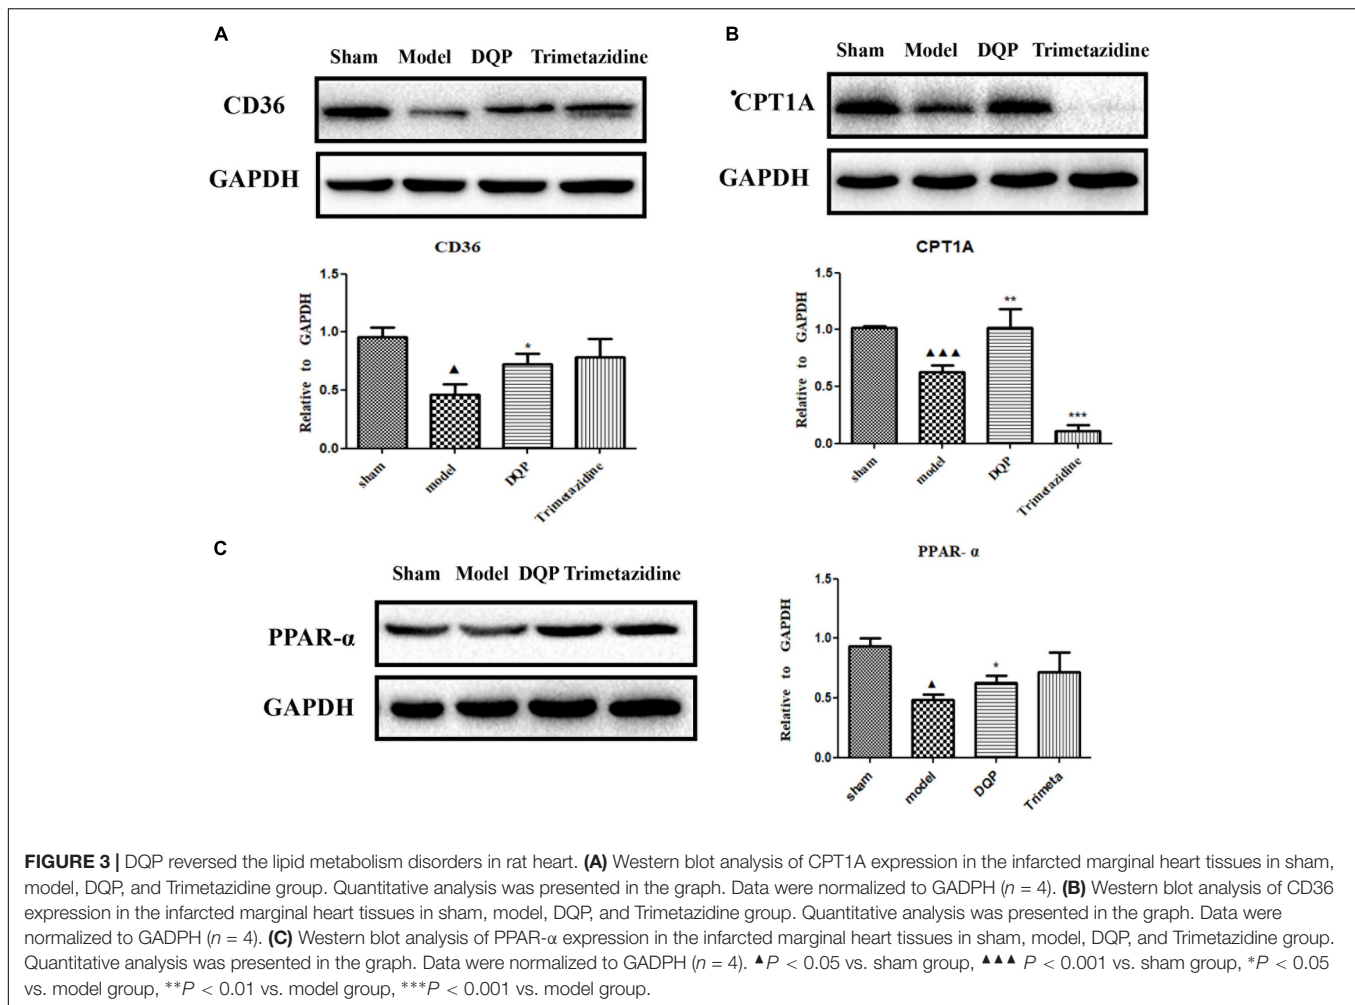 A
Sham Model DQP Trimetazidine
CD36
GAPDH
CD36
Relative to GAPDH
1.5
1.0
0.5
0.0
▲
*
sham
model
DQP
Trimetazidine
B
Sham Model DQP Trimetazidine
•CPT1A
GAPDH
CPT1A
Relative to GAPDH
1.5
1.0
0.5
0.0
▲▲▲
**
***
sham
model
DQP
Trimetazidine
C
Sham Model DQP Trimetazidine
PPAR-α
GAPDH
PPAR- α
Relative to GAPDH
1.5
1.0
0.5
0.0
▲
*
sham
model
DQP
Trimeta
FIGURE 3 | DQP reversed the lipid metabolism disorders in rat heart. (A) Western blot analysis of CPT1A expression in the infarcted marginal heart tissues in sham,
model, DQP, and Trimetazidine group. Quantitative analysis was presented in the graph. Data were normalized to GADPH (n = 4). (B) Western blot analysis of CD36
expression in the infarcted marginal heart tissues in sham, model, DQP, and Trimetazidine group. Quantitative analysis was presented in the graph. Data were
normalized to GADPH (n = 4). (C) Western blot analysis of PPAR-α expression in the infarcted marginal heart tissues in sham, model, DQP, and Trimetazidine group.
Quantitative analysis was presented in the graph. Data were normalized to GADPH (n = 4). ▲P < 0.05 vs. sham group, ▲▲▲ P < 0.001 vs. sham group, *P < 0.05
vs. model group, **P < 0.01 vs. model group, ***P < 0.001 vs. model group.